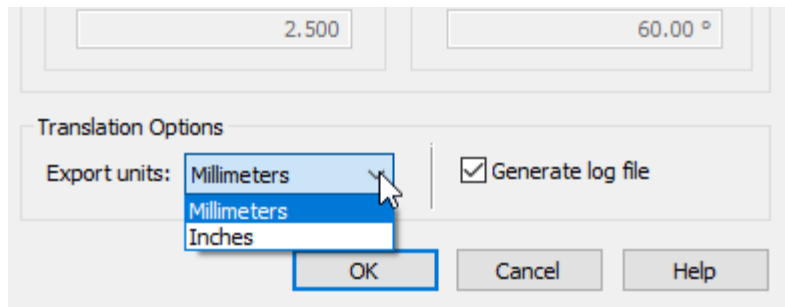 2.500
60.00 °
Translation Options
Export units: Millimeters
Generate log file
Millimeters
Inches
OK
Cancel
Help